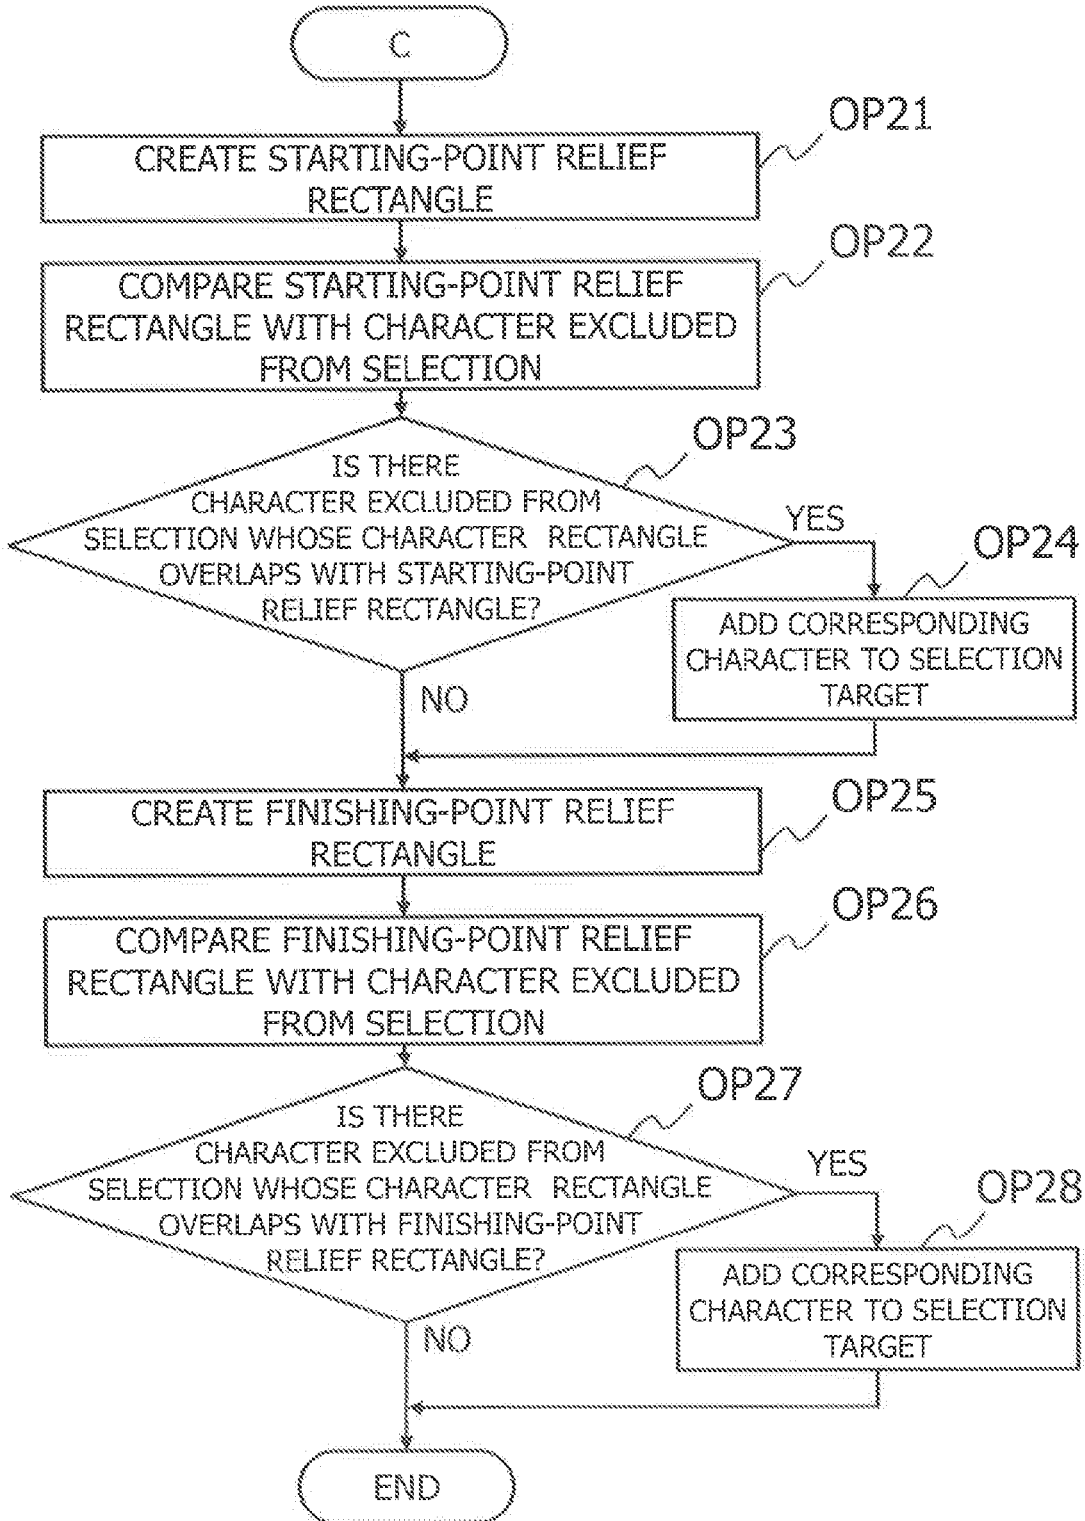 C
OP21
CREATE STARTING-POINT RELIEF
RECTANGLE
OP22
COMPARE STARTING-POINT RELIEF
RECTANGLE WITH CHARACTER EXCLUDED
FROM SELECTION
OP23
IS THERE
CHARACTER EXCLUDED FROM
SELECTION WHOSE CHARACTER RECTANGLE
OVERLAPS WITH STARTING-POINT
RELIEF RECTANGLE?
YES
OP24
ADD CORRESPONDING
CHARACTER TO SELECTION
TARGET
NO
OP25
CREATE FINISHING-POINT RELIEF
RECTANGLE
OP26
COMPARE FINISHING-POINT RELIEF
RECTANGLE WITH CHARACTER EXCLUDED
FROM SELECTION
OP27
IS THERE
CHARACTER EXCLUDED FROM
SELECTION WHOSE CHARACTER RECTANGLE
OVERLAPS WITH FINISHING-POINT
RELIEF RECTANGLE?
YES
OP28
ADD CORRESPONDING
CHARACTER TO SELECTION
TARGET
NO
END